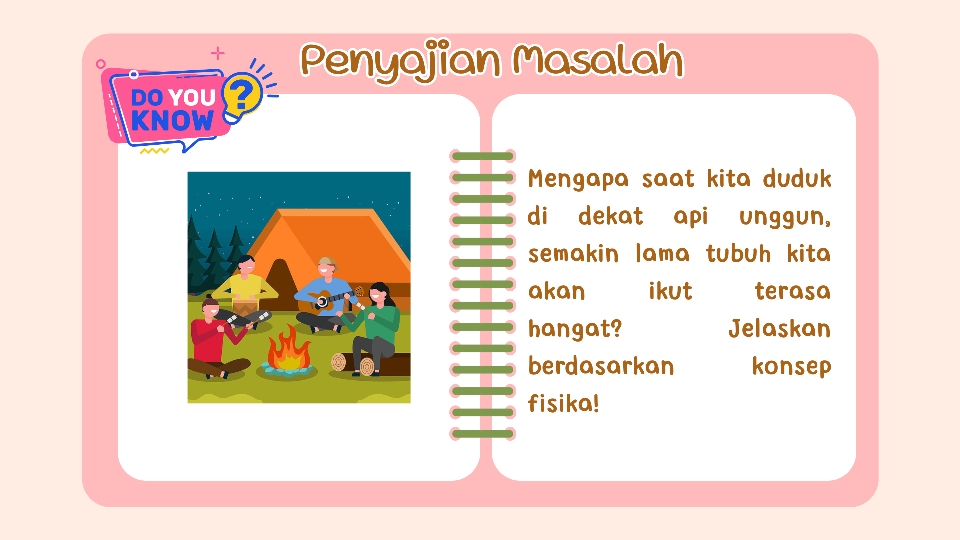 Penyajian Masalah
DO YOU
KNOW
?
Mengapa saat kita duduk
di dekat api unggun,
semakin lama tubuh kita
akan ikut terasa
hangat? Jelaskan
berdasarkan konsep
fisika!